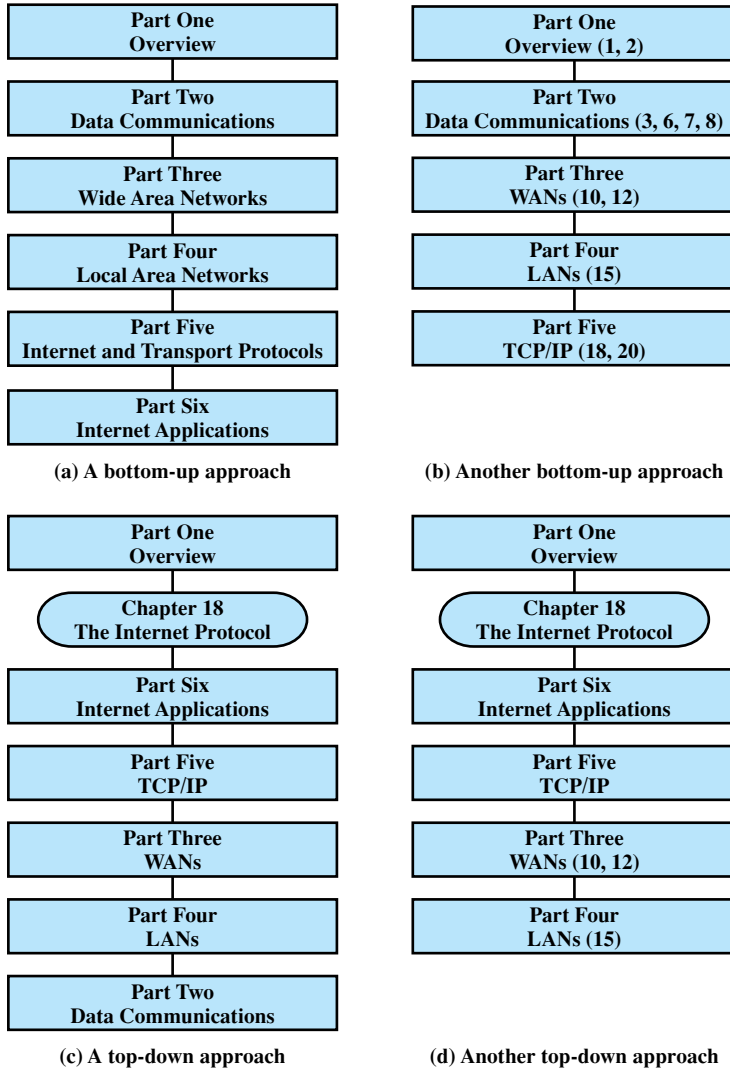 Part One
Overview
Part Two
Data Communications
Part Three
Wide Area Networks
Part Four
Local Area Networks
Part Five
Internet and Transport Protocols
Part Six
Internet Applications
(a) A bottom-up approach
Part One
Overview (1, 2)
Part Two
Data Communications (3, 6, 7, 8)
Part Three
WANs (10, 12)
Part Four
LANs (15)
Part Five
TCP/IP (18, 20)
(b) Another bottom-up approach
Part One
Overview
Chapter 18
The Internet Protocol
Part Six
Internet Applications
Part Five
TCP/IP
Part Three
WANs
Part Four
LANs
Part Two
Data Communications
(c) A top-down approach
Part One
Overview
Chapter 18
The Internet Protocol
Part Six
Internet Applications
Part Five
TCP/IP
Part Three
WANs (10, 12)
Part Four
LANs (15)
(d) Another top-down approach